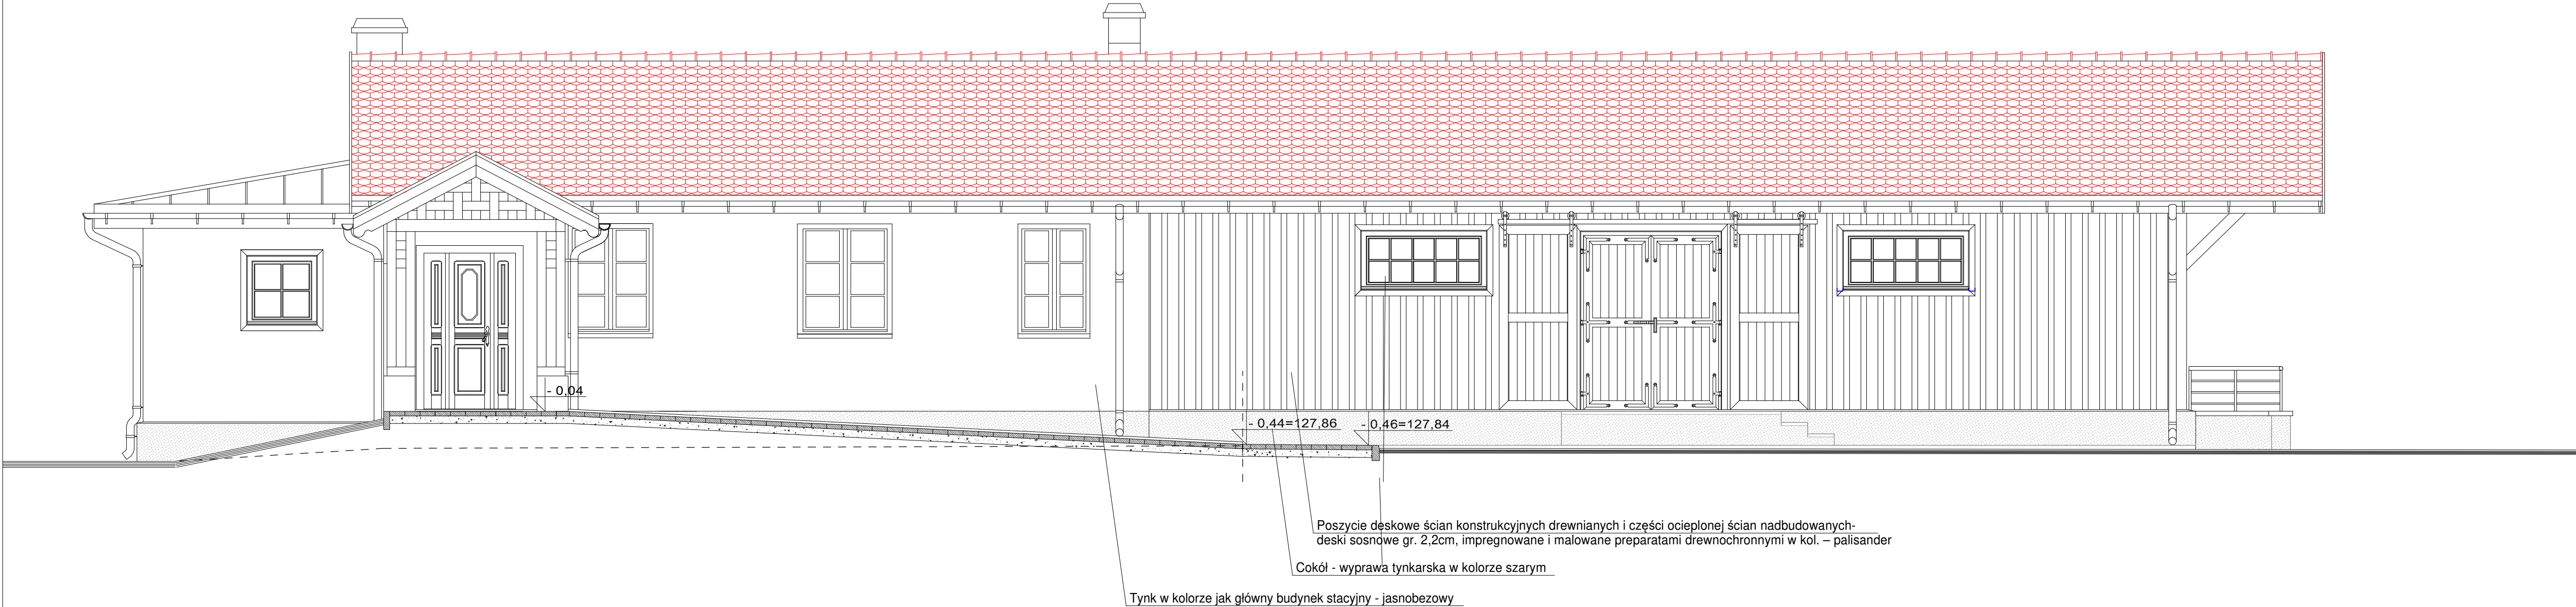 - 0,04
- 0,44=127,86
- 0,46=127,84
Poszycie deskowe ścian konstrukcyjnych drewnianych i części ocieplonej ścian nadbudowanych-
deski sosnowe gr. 2,2cm, impregnowane i malowane preparatami drewnochronnymi w kol. – palisander
Cokół - wyprawa tynkarska w kolorze szarym
Tynk w kolorze jak główny budynek stacyjny - jasnobezowy